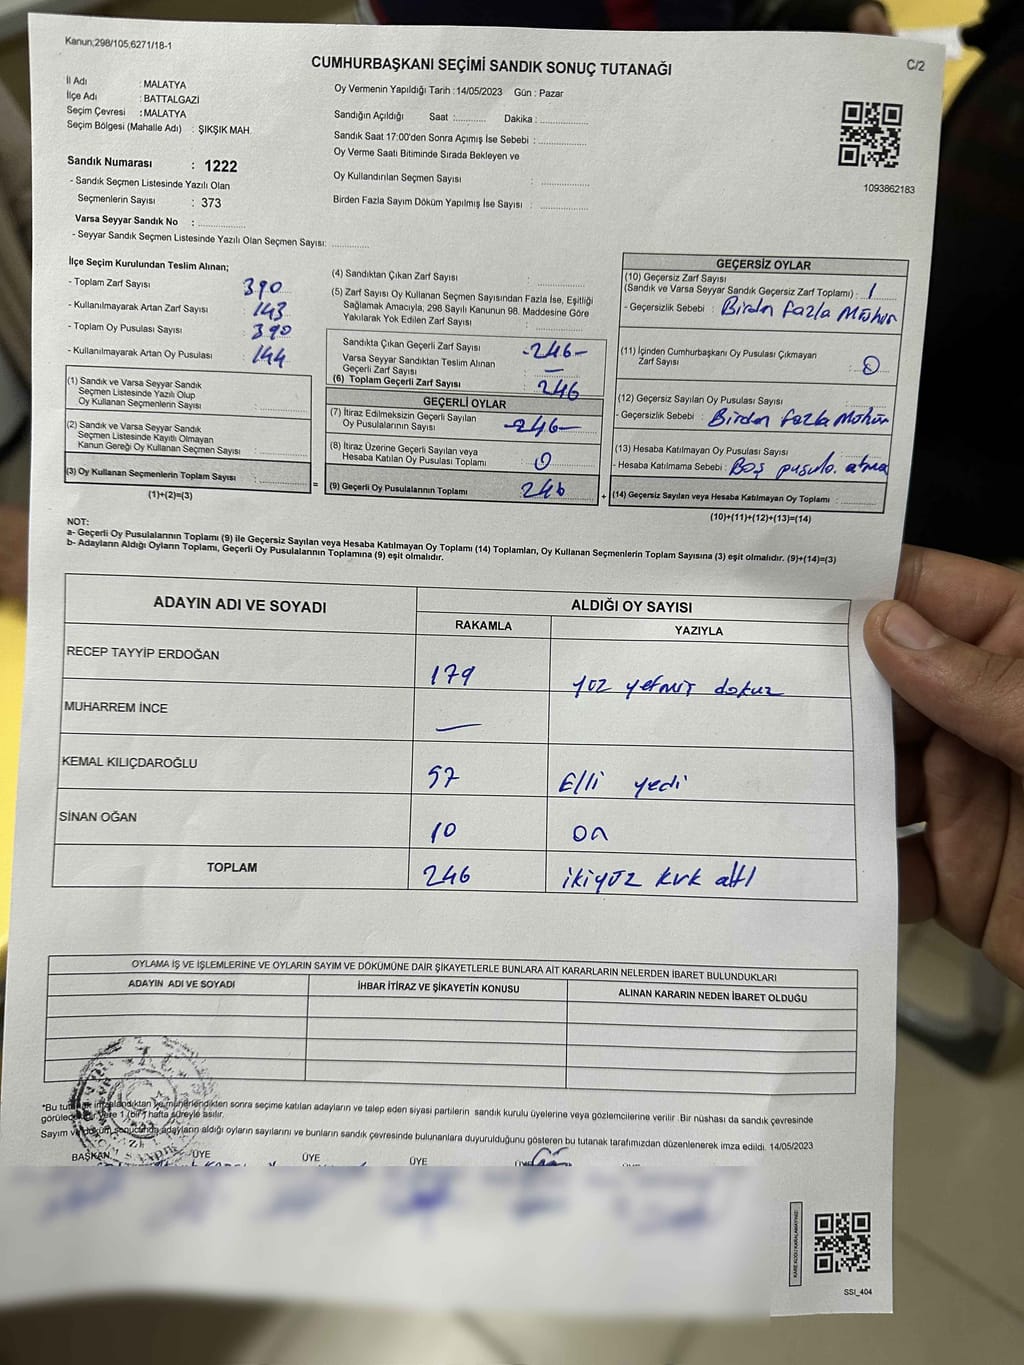 Kanun;298/105,6271/18-1
C/2
CUMHURBAŞKANI SEÇİMİ SANDIK SONUÇ TUTANAĞI
İl Adı : MALATYA
İlçe Adı : BATTALGAZİ
Seçim Çevresi : MALATYA
Seçim Bölgesi (Mahalle Adı) : ŞIKŞIK MAH.
Sandık Numarası : 1222
- Sandık Seçmen Listesinde Yazılı Olan
Seçmenlerin Sayısı : 373
Varsa Seyyar Sandık No :
- Seyyar Sandık Seçmen Listesinde Yazılı Olan Seçmen Sayısı:
Oy Vermenin Yapıldığı Tarih : 14/05/2023 Gün : Pazar
Sandığın Açıldığı Saat : Dakika :
Sandık Saat 17:00'den Sonra Açımış İse Sebebi :
Oy Verme Saati Bitiminde Sırada Bekleyen ve
Oy Kullandırılan Seçmen Sayısı :
Birden Fazla Sayım Döküm Yapılmış İse Sayısı :
1093862183
İlçe Seçim Kurulundan Teslim Alınan;
- Toplam Zarf Sayısı : 390
- Kullanılmayarak Artan Zarf Sayısı : 143
- Toplam Oy Pusulası Sayısı : 390
- Kullanılmayarak Artan Oy Pusulası : 144
(1) Sandık ve Varsa Seyyar Sandık
Seçmen Listesinde Yazılı Olup
Oy Kullanan Seçmenlerin Sayısı :
(2) Sandık ve Varsa Seyyar Sandık
Seçmen Listesinde Kayıtlı Olmayan
Kanun Gereği Oy Kullanan Seçmen Sayısı :
(3) Oy Kullanan Seçmenlerin Toplam Sayısı :
(1)+(2)=(3)
=
(4) Sandıktan Çıkan Zarf Sayısı :
(5) Zarf Sayısı Oy Kullanan Seçmen Sayısından Fazla İse, Eşitliği
Sağlamak Amacıyla, 298 Sayılı Kanunun 98. Maddesine Göre
Yakılarak Yok Edilen Zarf Sayısı :
Sandıkta Çıkan Geçerli Zarf Sayısı : -246-
Varsa Seyyar Sandıktan Teslim Alınan
Geçerli Zarf Sayısı : —
(6) Toplam Geçerli Zarf Sayısı : 246
GEÇERLİ OYLAR
(7) İtiraz Edilmeksizin Geçerli Sayılan
Oy Pusulalarının Sayısı : -246-
(8) İtiraz Üzerine Geçerli Sayılan veya
Hesaba Katılan Oy Pusulası Toplamı : 0
(9) Geçerli Oy Pusulalarının Toplamı : 246
+
GEÇERSİZ OYLAR
(10) Geçersiz Zarf Sayısı
(Sandık ve Varsa Seyyar Sandık Geçersiz Zarf Toplamı) : 1
- Geçersizlik Sebebi : Birdn fazla Mühür
(11) İçinden Cumhurbaşkanı Oy Pusulası Çıkmayan
Zarf Sayısı : 0
(12) Geçersiz Sayılan Oy Pusulası Sayısı :
- Geçersizlik Sebebi : Birden fazla Mohür
(13) Hesaba Katılmayan Oy Pusulası Sayısı :
- Hesaba Katılmama Sebebi : Boş pusula. atma
(14) Geçersiz Sayılan veya Hesaba Katılmayan Oy Toplamı :
(10)+(11)+(12)+(13)=(14)
NOT:
a- Geçerli Oy Pusulalarının Toplamı (9) ile Geçersiz Sayılan veya Hesaba Katılmayan Oy Toplamı (14) Toplamları, Oy Kullanan Seçmenlerin Toplam Sayısına (3) eşit olmalıdır. (9)+(14)=(3)
b- Adayların Aldığı Oyların Toplamı, Geçerli Oy Pusulalarının Toplamına (9) eşit olmalıdır.
ADAYIN ADI VE SOYADI
ALDIĞI OY SAYISI
RAKAMLA YAZIYLA
RECEP TAYYİP ERDOĞAN 179 yüz yetmiş dokuz
MUHARREM İNCE —
KEMAL KILIÇDAROĞLU 57 Elli yedi
SİNAN OĞAN 10 on
TOPLAM 246 ikiyüz kırk altı
OYLAMA İŞ VE İŞLEMLERİNE VE OYLARIN SAYIM VE DÖKÜMÜNE DAİR ŞİKAYETLERLE BUNLARA AİT KARARLARIN NELERDEN İBARET BULUNDUKLARI
ADAYIN ADI VE SOYADI İHBAR İTİRAZ VE ŞİKAYETİN KONUSU ALINAN KARARIN NEDEN İBARET OLDUĞU
*Bu imzalandıktan ve mühürlendikten sonra seçime katılan adayların ve talep eden siyasi partilerin sandık kurulu üyelerine veya gözlemcilerine verilir. Bir nüshası da sandık çevresinde
1 (bir) hafta süreyle asılır.
Sayım ve döküm sonucunda adayların aldığı oyların sayılarını ve bunların sandık çevresinde bulunanlara duyurulduğunu gösteren bu tutanak tarafımızdan düzenlenerek imza edildi. 14/05/2023
BAŞKAN ÜYE ÜYE ÜYE
SSI_404